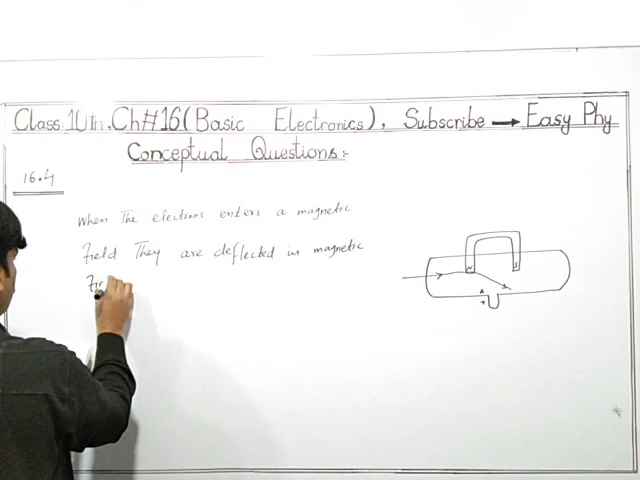 Class:10th, Ch#16(Basic Electronics), Subscribe → Easy Phy
Conceptual Questions:-
16.4
When The electrons enters a magnetic
Field They are deflected in magnetic
Fie
N S
A
+